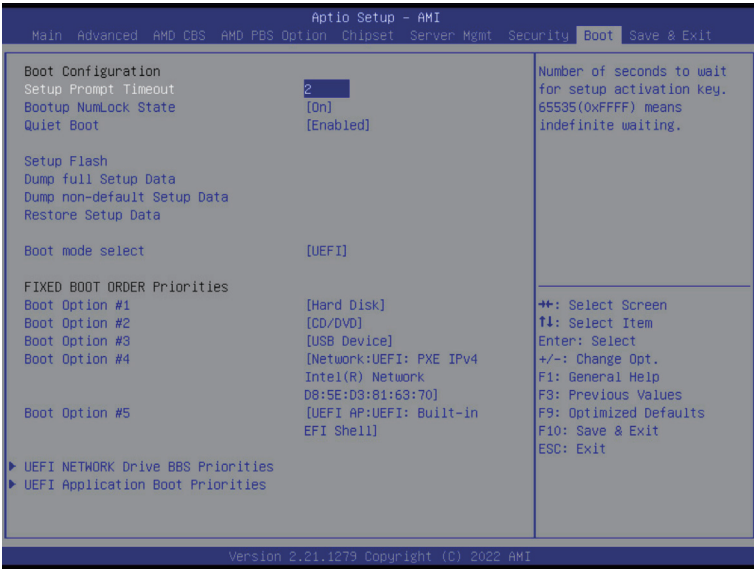 Aptio Setup – AMI
Main Advanced AMD CBS AMD PBS Option Chipset Server Mgmt Security Boot Save & Exit
Boot Configuration
Setup Prompt Timeout 2
Bootup NumLock State [On]
Quiet Boot [Enabled]
Setup Flash
Dump full Setup Data
Dump non-default Setup Data
Restore Setup Data
Boot mode select [UEFI]
FIXED BOOT ORDER Priorities
Boot Option #1 [Hard Disk]
Boot Option #2 [CD/DVD]
Boot Option #3 [USB Device]
Boot Option #4 [Network:UEFI: PXE IPv4
Intel(R) Network
D8:5E:D3:81:63:70]
Boot Option #5 [UEFI AP:UEFI: Built-in
EFI Shell]
UEFI NETWORK Drive BBS Priorities
UEFI Application Boot Priorities
Number of seconds to wait
for setup activation key.
65535(0xFFFF) means
indefinite waiting.
→←: Select Screen
↑↓: Select Item
Enter: Select
+/-: Change Opt.
F1: General Help
F3: Previous Values
F9: Optimized Defaults
F10: Save & Exit
ESC: Exit
Version 2.21.1279 Copyright (C) 2022 AMI